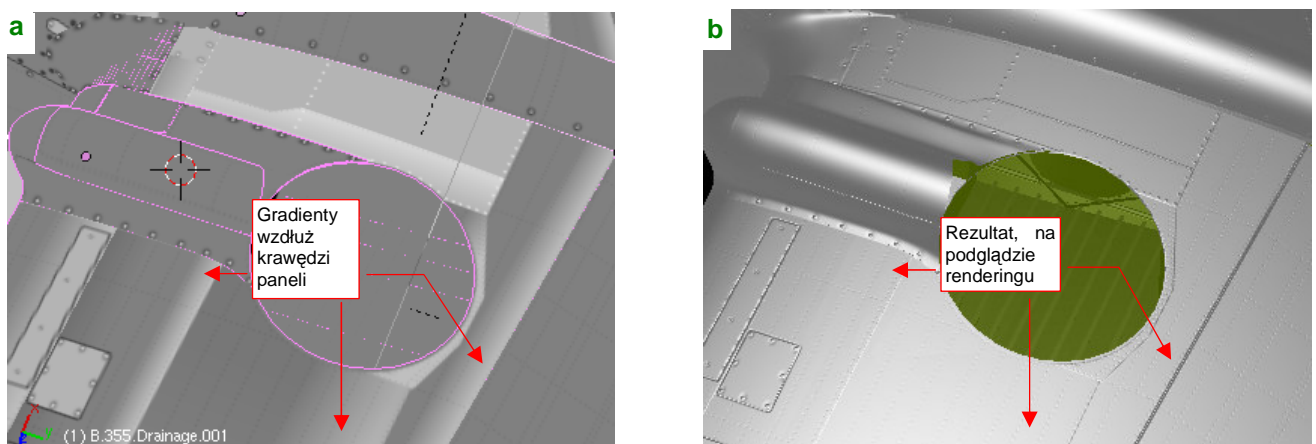 a
Gradienty
wzdłuż
krawędzi
paneli
(1) B.355.Drainage.001
b
Rezultat, na
podglądzie
renderingu